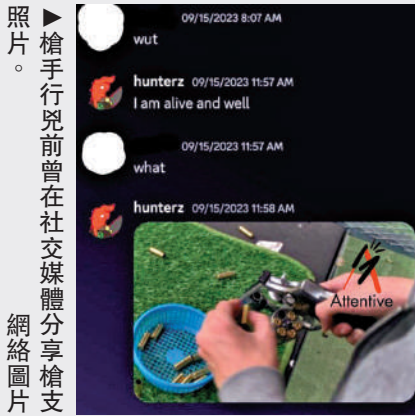 ▶槍手行兇前曾在社交媒體分享槍支
照片。 網絡圖片
09/15/2023 8:07 AM
wut
hunterz 09/15/2023 11:57 AM
I am alive and well
09/15/2023 11:57 AM
what
hunterz 09/15/2023 11:58 AM
Attentive